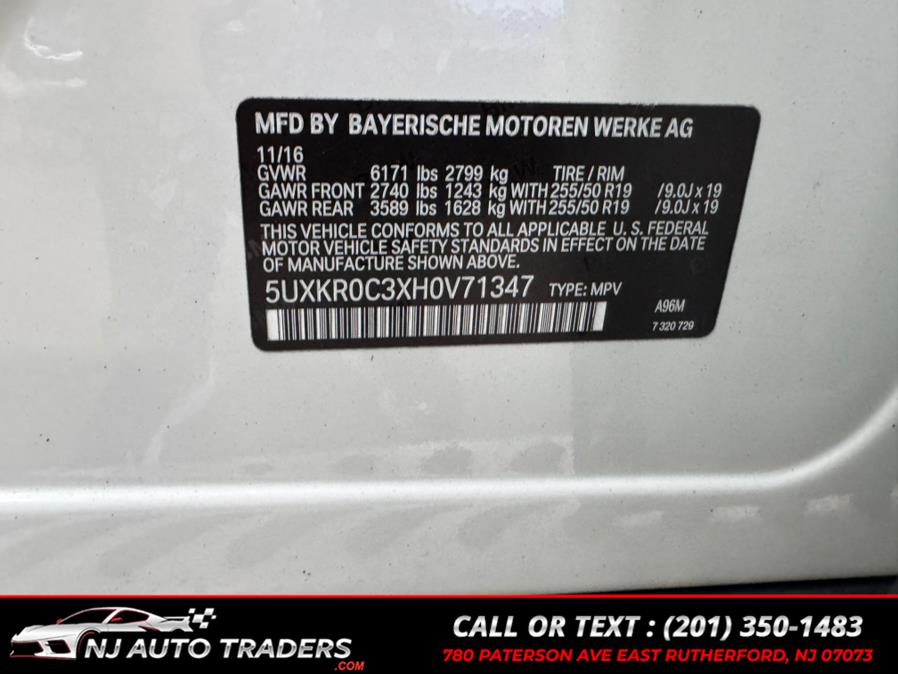 MFD BY BAYERISCHE MOTOREN WERKE AG
11/16
GVWR 6171 lbs 2799 kg TIRE / RIM
GAWR FRONT 2740 lbs 1243 kg WITH 255/50 R19 /9.0J x 19
GAWR REAR 3589 lbs 1628 kg WITH 255/50 R19 /9.0J x 19
THIS VEHICLE CONFORMS TO ALL APPLICABLE U. S. FEDERAL
MOTOR VEHICLE SAFETY STANDARDS IN EFFECT ON THE DATE
OF MANUFACTURE SHOWN ABOVE.
5UXKR0C3XH0V71347 TYPE: MPV
A96M
7 320 729
NJ AUTO TRADERS
.COM
CALL OR TEXT : (201) 350-1483
780 PATERSON AVE EAST RUTHERFORD, NJ 07073